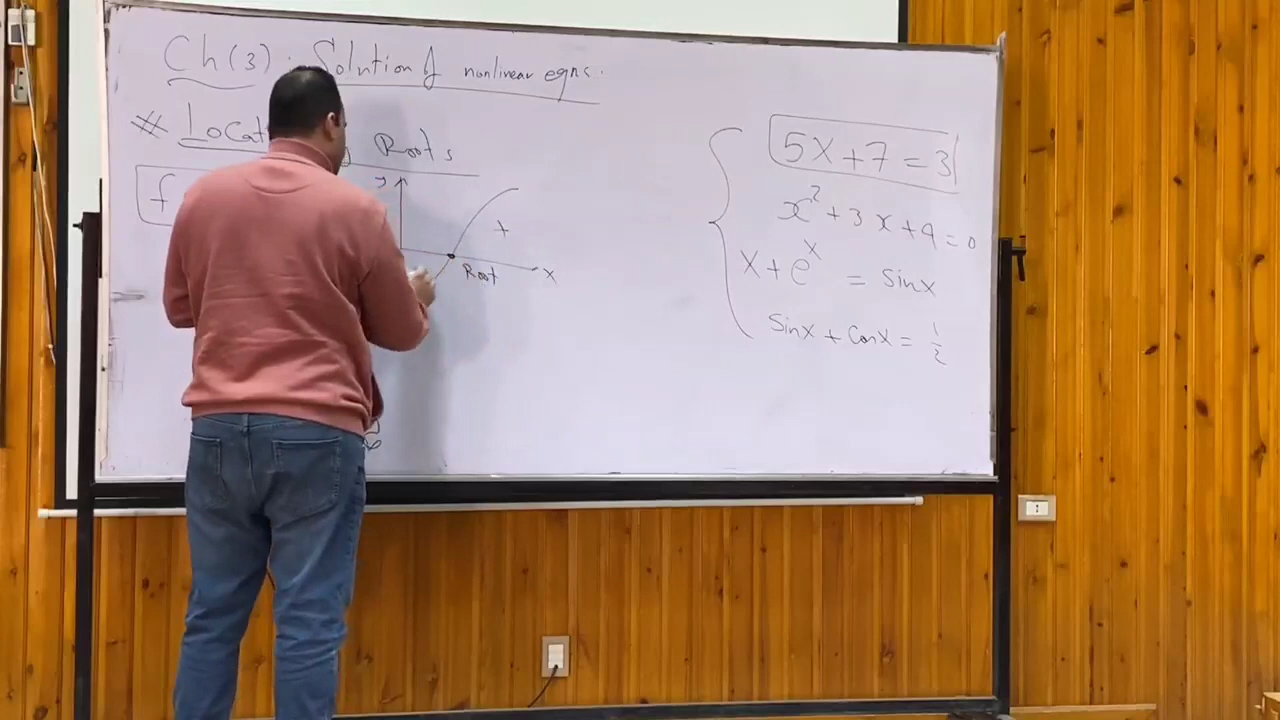 Ch(3): Solution of nonlinear eqns.
# Locat Roots
f
y
+
Root
x
5x+7=3
x²+3x+9=0
x+eˣ = sinx
Sinx + Cosx = 1/2